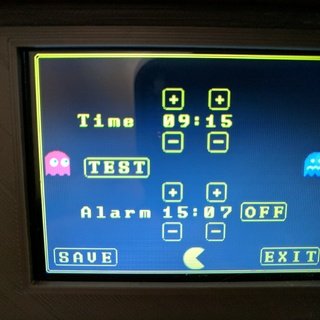 + +
Time 09:15
- -
TEST
+ +
Alarm 15:07 OFF
- -
SAVE EXIT